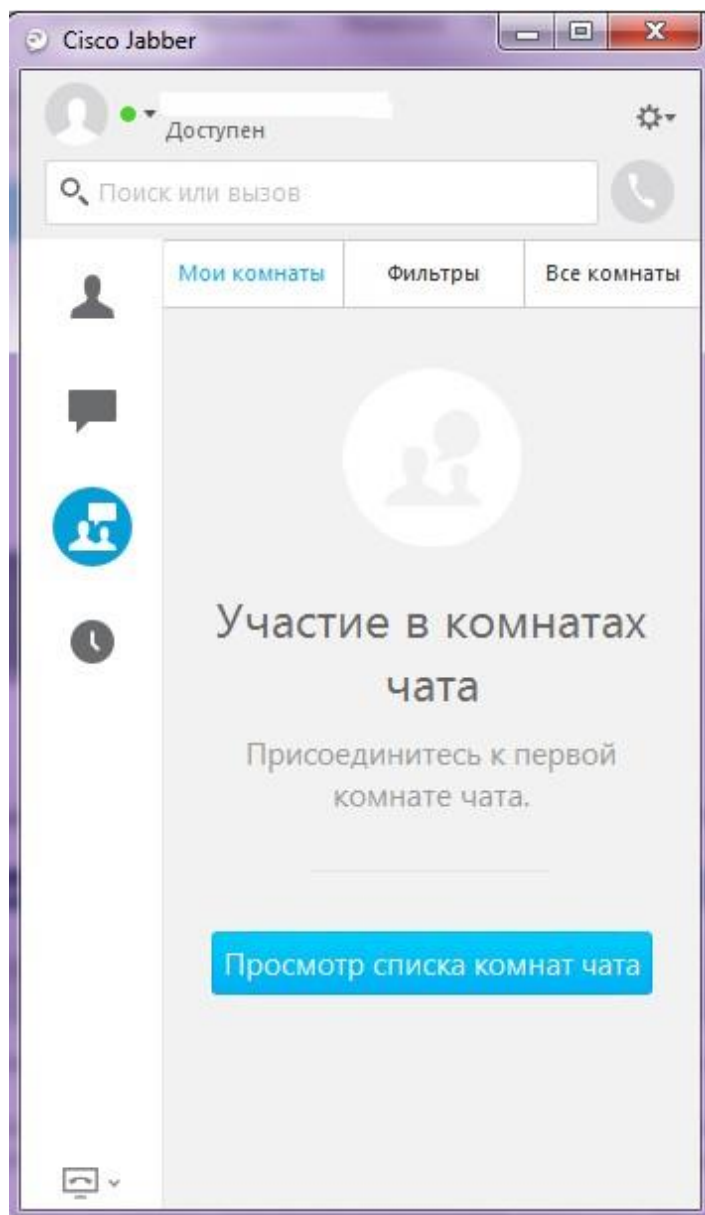 Cisco Jabber
Доступен
Поиск или вызов
Мои комнаты
Фильтры
Все комнаты
Участие в комнатах
чата
Присоединитесь к первой
комнате чата.
Просмотр списка комнат чата